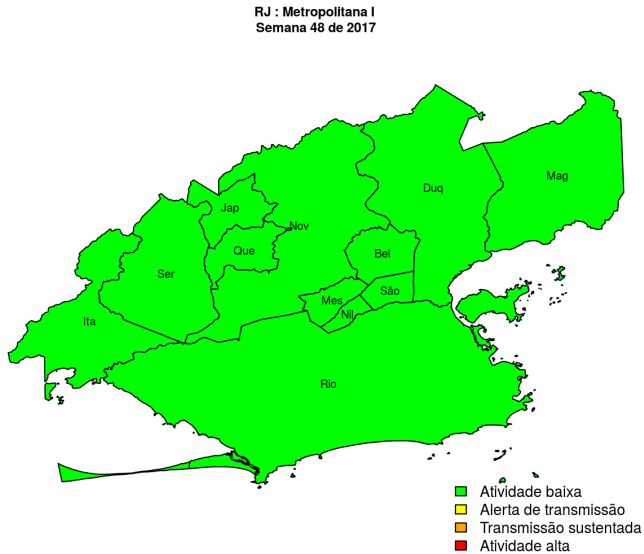 RJ : Metropolitana I
Semana 48 de 2017
Mag
Duq
Jap
Nov
Que
Bel
Ser
São
Mes
Nil
Ita
Rio
Atividade baixa
Alerta de transmissão
Transmissão sustentada
Atividade alta